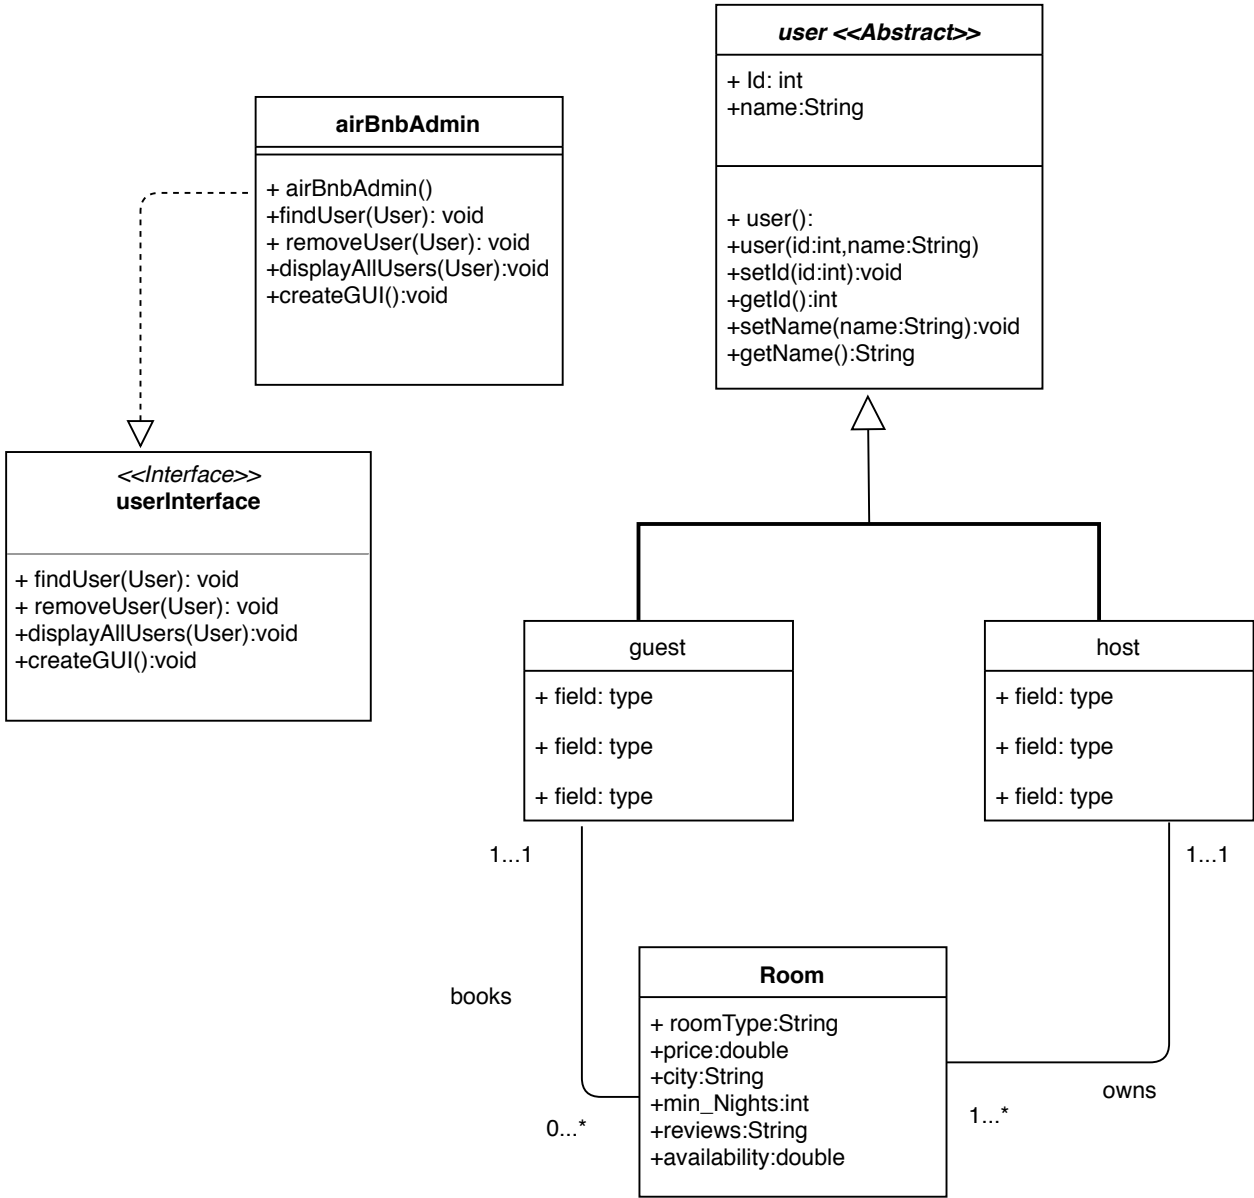 user <<Abstract>>
+ Id: int
+name:String
+ user():
+user(id:int,name:String)
+setId(id:int):void
+getId():int
+setName(name:String):void
+getName():String
airBnbAdmin
+ airBnbAdmin()
+findUser(User): void
+ removeUser(User): void
+displayAllUsers(User):void
+createGUI():void
<<Interface>>
userInterface
+ findUser(User): void
+ removeUser(User): void
+displayAllUsers(User):void
+createGUI():void
guest
+ field: type
+ field: type
+ field: type
host
+ field: type
+ field: type
+ field: type
1...1
1...1
books
Room
+ roomType:String
+price:double
+city:String
+min_Nights:int
+reviews:String
+availability:double
owns
0...*
1...*